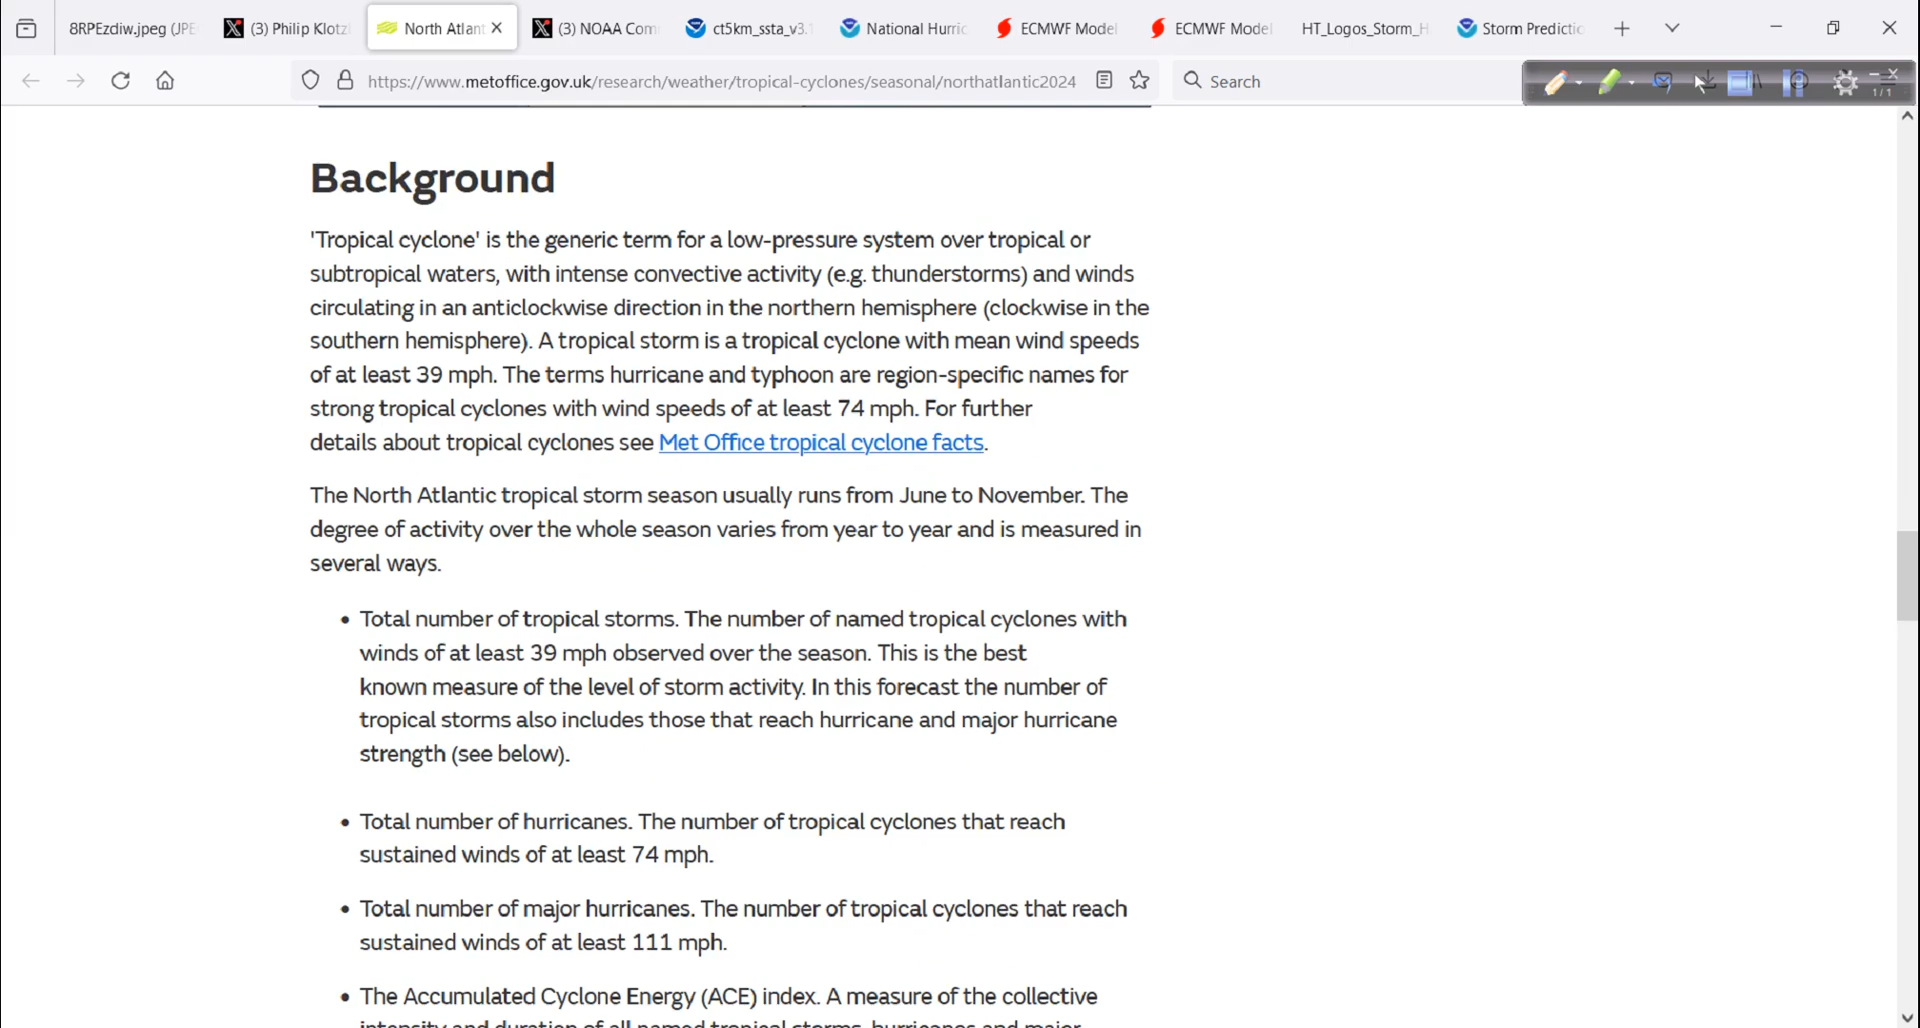 8RPEzdiw.jpeg (JPE
(3) Philip Klotz
North Atlant
(3) NOAA Com
ct5km_ssta_v3.
National Hurric
ECMWF Model
ECMWF Model
HT_Logos_Storm_H
Storm Predictio
https://www.metoffice.gov.uk/research/weather/tropical-cyclones/seasonal/northatlantic2024
Search
1/1
Background
'Tropical cyclone' is the generic term for a low-pressure system over tropical or
subtropical waters, with intense convective activity (e.g. thunderstorms) and winds
circulating in an anticlockwise direction in the northern hemisphere (clockwise in the
southern hemisphere). A tropical storm is a tropical cyclone with mean wind speeds
of at least 39 mph. The terms hurricane and typhoon are region-specific names for
strong tropical cyclones with wind speeds of at least 74 mph. For further
details about tropical cyclones see Met Office tropical cyclone facts.
The North Atlantic tropical storm season usually runs from June to November. The
degree of activity over the whole season varies from year to year and is measured in
several ways.
• Total number of tropical storms. The number of named tropical cyclones with
winds of at least 39 mph observed over the season. This is the best
known measure of the level of storm activity. In this forecast the number of
tropical storms also includes those that reach hurricane and major hurricane
strength (see below).
• Total number of hurricanes. The number of tropical cyclones that reach
sustained winds of at least 74 mph.
• Total number of major hurricanes. The number of tropical cyclones that reach
sustained winds of at least 111 mph.
• The Accumulated Cyclone Energy (ACE) index. A measure of the collective
intensity and duration of all named tropical storms, hurricanes and major